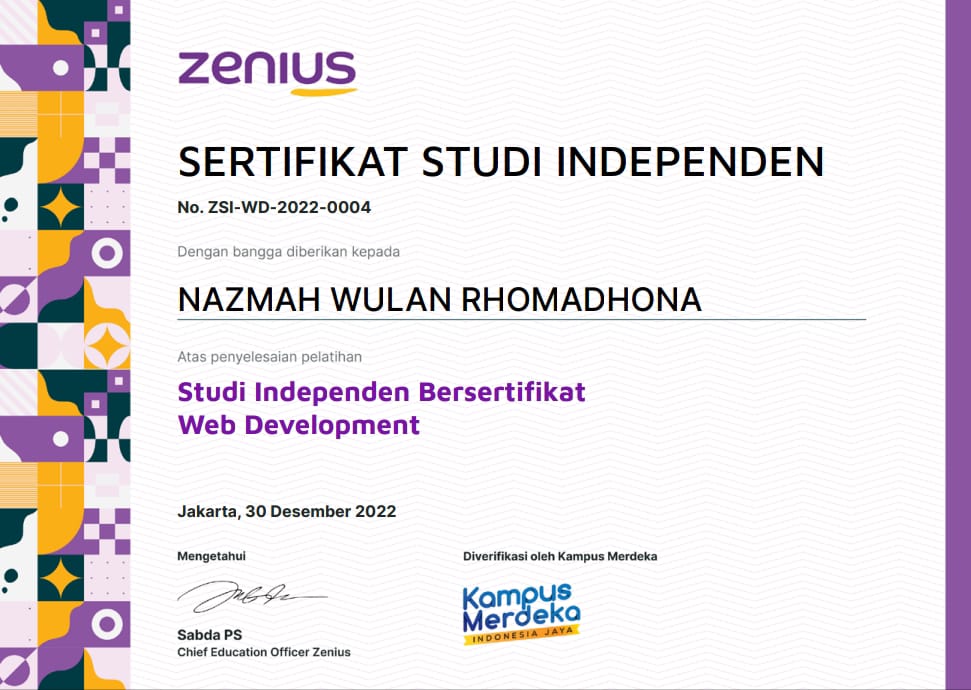 zenius
SERTIFIKAT STUDI INDEPENDEN
No. ZSI-WD-2022-0004
Dengan bangga diberikan kepada
NAZMAH WULAN RHOMADHONA
Atas penyelesaian pelatihan
Studi Independen Bersertifikat
Web Development
Jakarta, 30 Desember 2022
Mengetahui
Diverifikasi oleh Kampus Merdeka
Kampus
Merdeka
INDONESIA JAYA
Sabda PS
Chief Education Officer Zenius